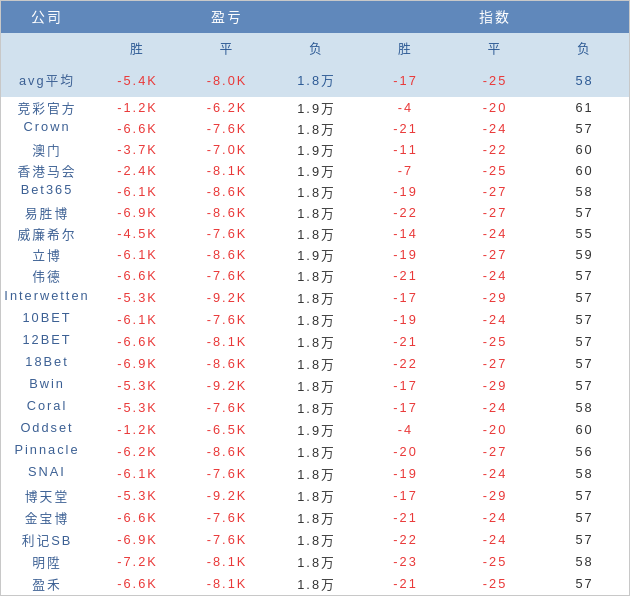 公司 盈亏 指数
胜 平 负 胜 平 负
avg平均 -5.4K -8.0K 1.8万 -17 -25 58
竞彩官方 -1.2K -6.2K 1.9万 -4 -20 61
Crown -6.6K -7.6K 1.8万 -21 -24 57
澳门 -3.7K -7.0K 1.9万 -11 -22 60
香港马会 -2.4K -8.1K 1.9万 -7 -25 60
Bet365 -6.1K -8.6K 1.8万 -19 -27 58
易胜博 -6.9K -8.6K 1.8万 -22 -27 57
威廉希尔 -4.5K -7.6K 1.8万 -14 -24 55
立博 -6.1K -8.6K 1.9万 -19 -27 59
伟德 -6.6K -7.6K 1.8万 -21 -24 57
Interwetten -5.3K -9.2K 1.8万 -17 -29 57
10BET -6.1K -7.6K 1.8万 -19 -24 57
12BET -6.6K -8.1K 1.8万 -21 -25 57
18Bet -6.9K -8.6K 1.8万 -22 -27 57
Bwin -5.3K -9.2K 1.8万 -17 -29 57
Coral -5.3K -7.6K 1.8万 -17 -24 58
Oddset -1.2K -6.5K 1.9万 -4 -20 60
Pinnacle -6.2K -8.6K 1.8万 -20 -27 56
SNAI -6.1K -7.6K 1.8万 -19 -24 58
博天堂 -5.3K -9.2K 1.8万 -17 -29 57
金宝博 -6.6K -7.6K 1.8万 -21 -24 57
利记SB -6.9K -7.6K 1.8万 -22 -24 57
明陞 -7.2K -8.1K 1.8万 -23 -25 58
盈禾 -6.6K -8.1K 1.8万 -21 -25 57